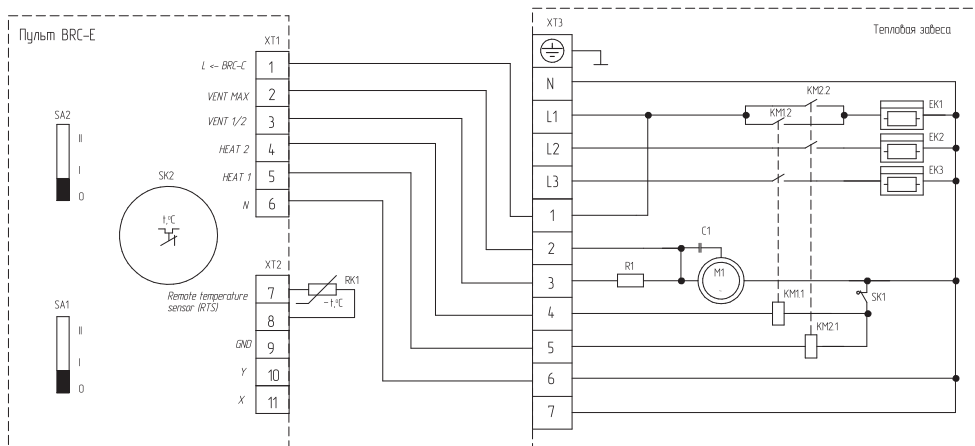 Пульт BRC-E
XT1
L <- BRC-C
1
VENT MAX
2
VENT 1/2
3
HEAT 2
4
HEAT 1
5
N
6
SA2
II
I
0
SK2
t,°C
XT2
7
Remote temperature
sensor (RTS)
8
GND
9
Y
10
X
11
RK1
-t,°C
SA1
II
I
0
XT3
Тепловая завеса
N
L1
L2
L3
1
2
3
4
5
6
7
KM2.2
KM1.2
EK1
EK2
EK3
C1
R1
M1
KM1.1
SK1
KM2.1